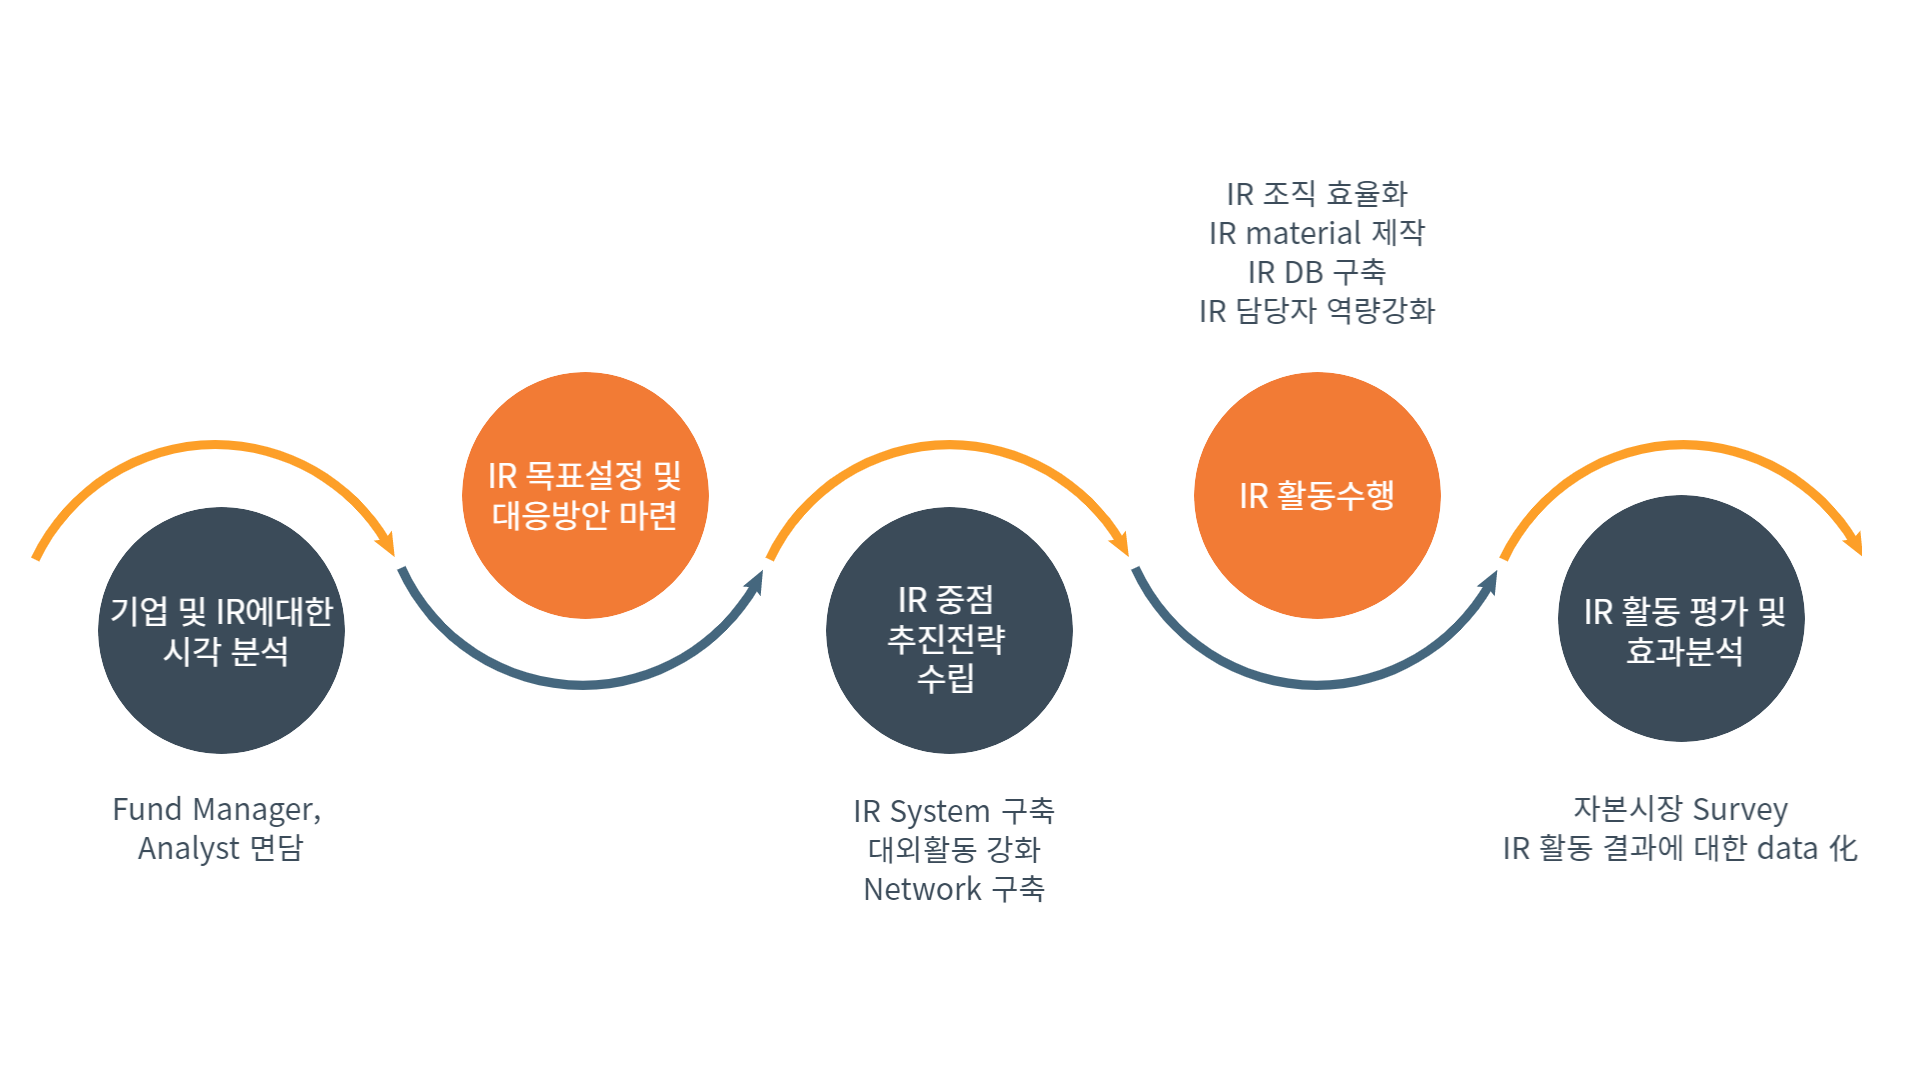 기업 및 IR에대한
시각 분석
Fund Manager,
Analyst 면담
IR 목표설정 및
대응방안 마련
IR 중점
추진전략
수립
IR System 구축
대외활동 강화
Network 구축
IR 조직 효율화
IR material 제작
IR DB 구축
IR 담당자 역량강화
IR 활동수행
IR 활동 평가 및
효과분석
자본시장 Survey
IR 활동 결과에 대한 data 化